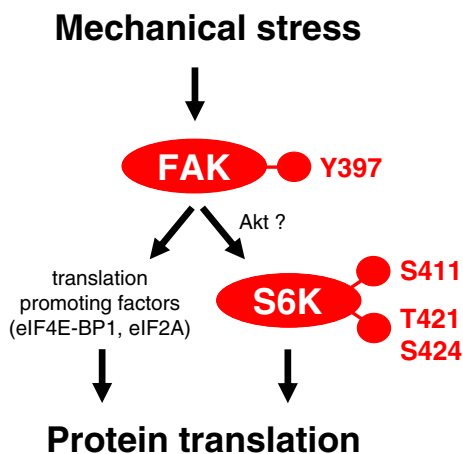 Mechanical stress
FAK
Y397
Akt ?
translation
promoting factors
(eIF4E-BP1, eIF2A)
S6K
S411
T421
S424
Protein translation